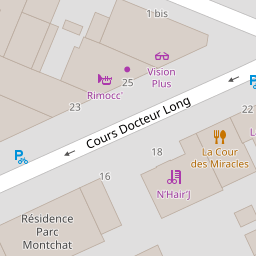 1 bis
Vision
Plus
25
Rimocc'
23
Cours Docteur Long
22
La Cour
des Miracles
18
N'Hair'J
16
Résidence
Parc
Montchat